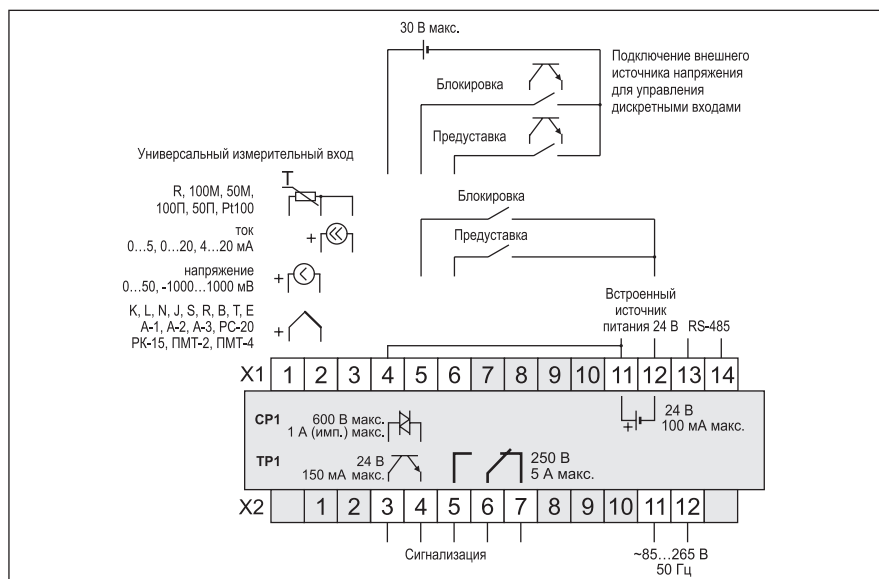 30 В макс.
Подключение внешнего
источника напряжения
для управления
дискретными входами
Блокировка
Предуставка
Универсальный измерительный вход
T
R, 100М, 50М,
100П, 50П, Pt100
Блокировка
ток
0...5, 0...20, 4...20 мА
+
Предуставка
напряжение
0...50, -1000...1000 мВ
+
K, L, N, J, S, R, B, T, E
А-1, А-2, А-3, РС-20
РК-15, ПМТ-2, ПМТ-4
+
Встроенный
источник
питания 24 В
RS-485
X1 1 2 3 4 5 6 7 8 9 10 11 12 13 14
СР1
600 В макс.
1 А (имп.) макс.
+
24 В
100 мА макс.
ТР1
24 В
150 мА макс.
250 В
5 А макс.
X2 1 2 3 4 5 6 7 8 9 10 11 12
Сигнализация
~85...265 В
50 Гц